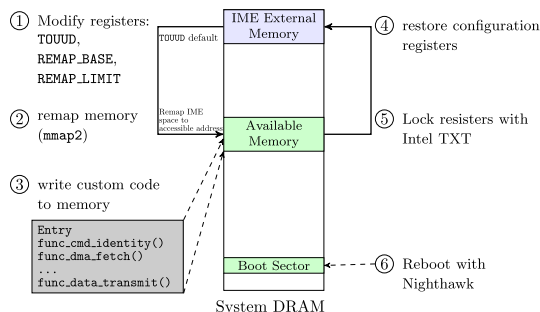 1 Modify registers:
TOUUD,
REMAP_BASE,
REMAP_LIMIT
2 remap memory
(mmap2)
3 write custom code
to memory
Entry
func_cmd_identity()
func_dma_fetch()
...
func_data_transmit()
IME External
Memory
TOUUD default
Remap IME
space to
accessible address
Available
Memory
Boot Sector
System DRAM
4 restore configuration
registers
5 Lock resisters with
Intel TXT
6 Reboot with
Nighthawk